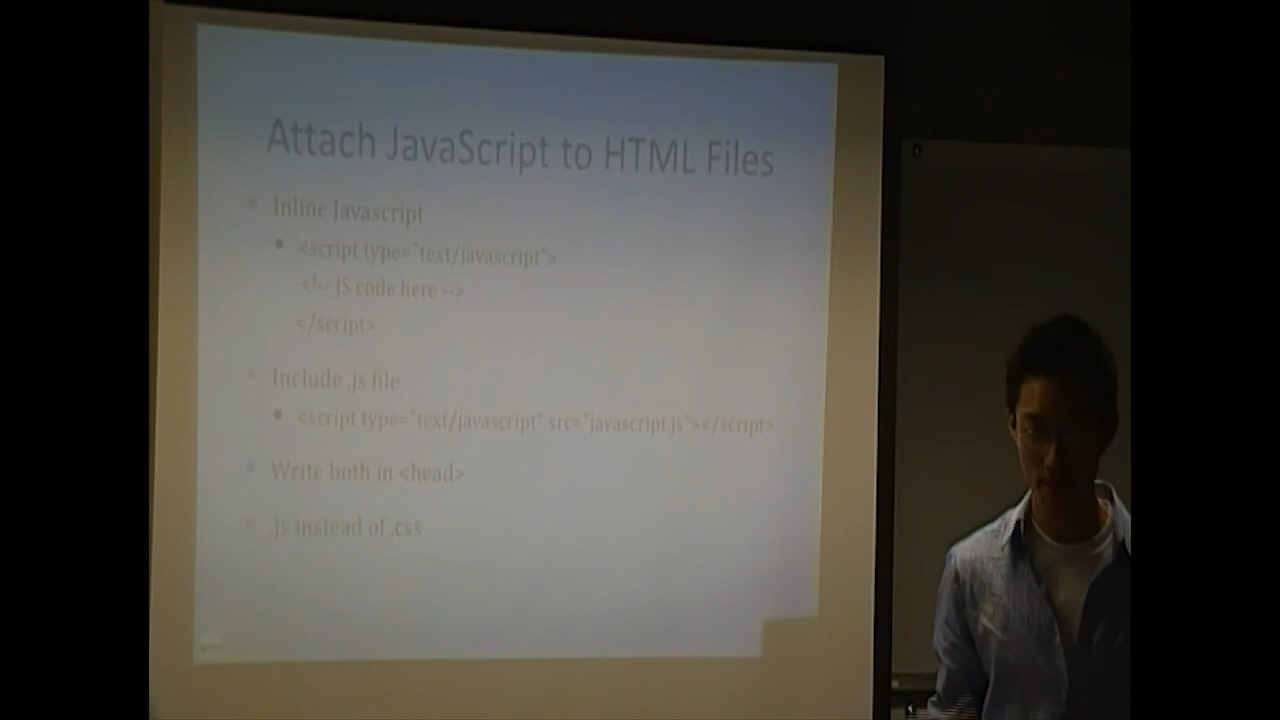 Attach JavaScript to HTML Files
Inline Javascript
<script type="text/javascript">
<!-- JS code here -->
</script>
Include .js file
<script type="text/javascript" src="javascript.js"></script>
Write both in <head>
.js instead of .css